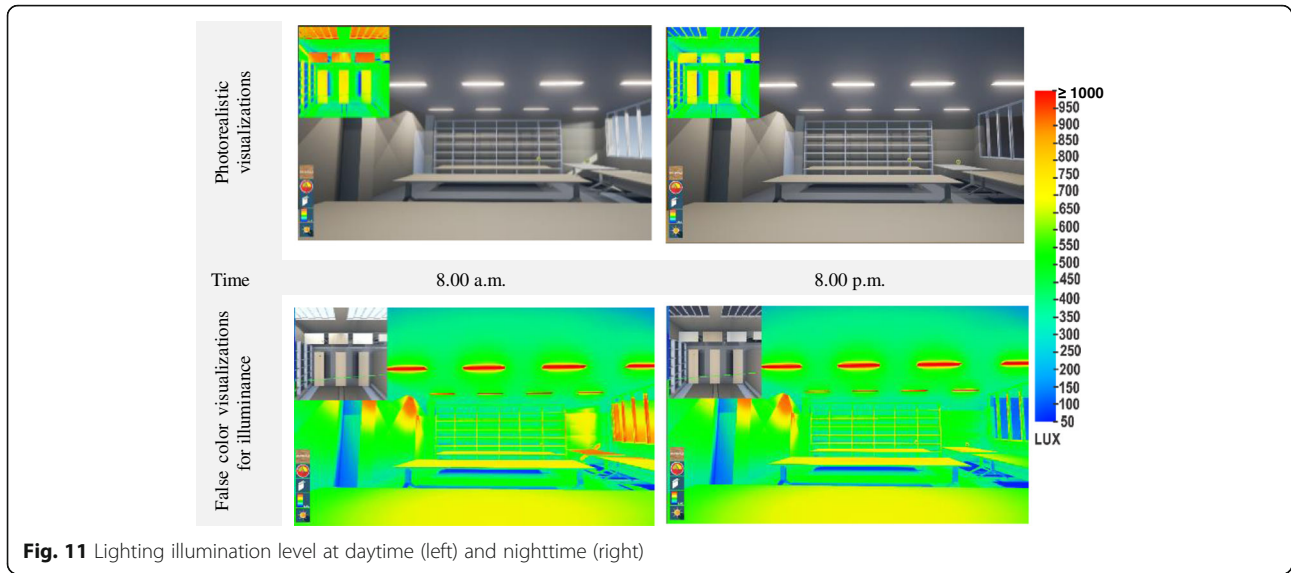 Photorealistic
visualizations
Time
8.00 a.m.
8.00 p.m.
False color visualizations
for illuminance
≥ 1000
950
900
850
800
750
700
650
600
550
500
450
400
350
300
250
200
150
100
50
LUX
Fig. 11 Lighting illumination level at daytime (left) and nighttime (right)